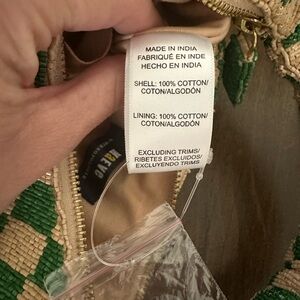 MADE IN INDIA
FABRIQUÉ EN INDE
HECHO EN INDIA
SHELL: 100% COTTON/
COTON/ALGODÓN
LINING: 100% COTTON/
COTON/ALGODÓN
EXCLUDING TRIMS/
RIBETES EXCLUIDOS/
EXCLUYENDO TRIMS